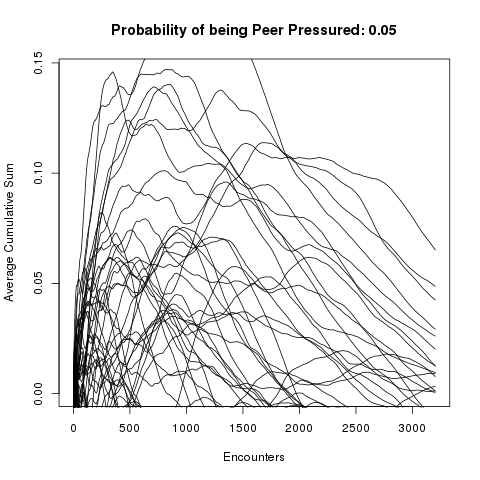 Probability of being Peer Pressured: 0.05
Average Cumulative Sum
0.15
0.10
0.05
0.00
0 500 1000 1500 2000 2500 3000
Encounters